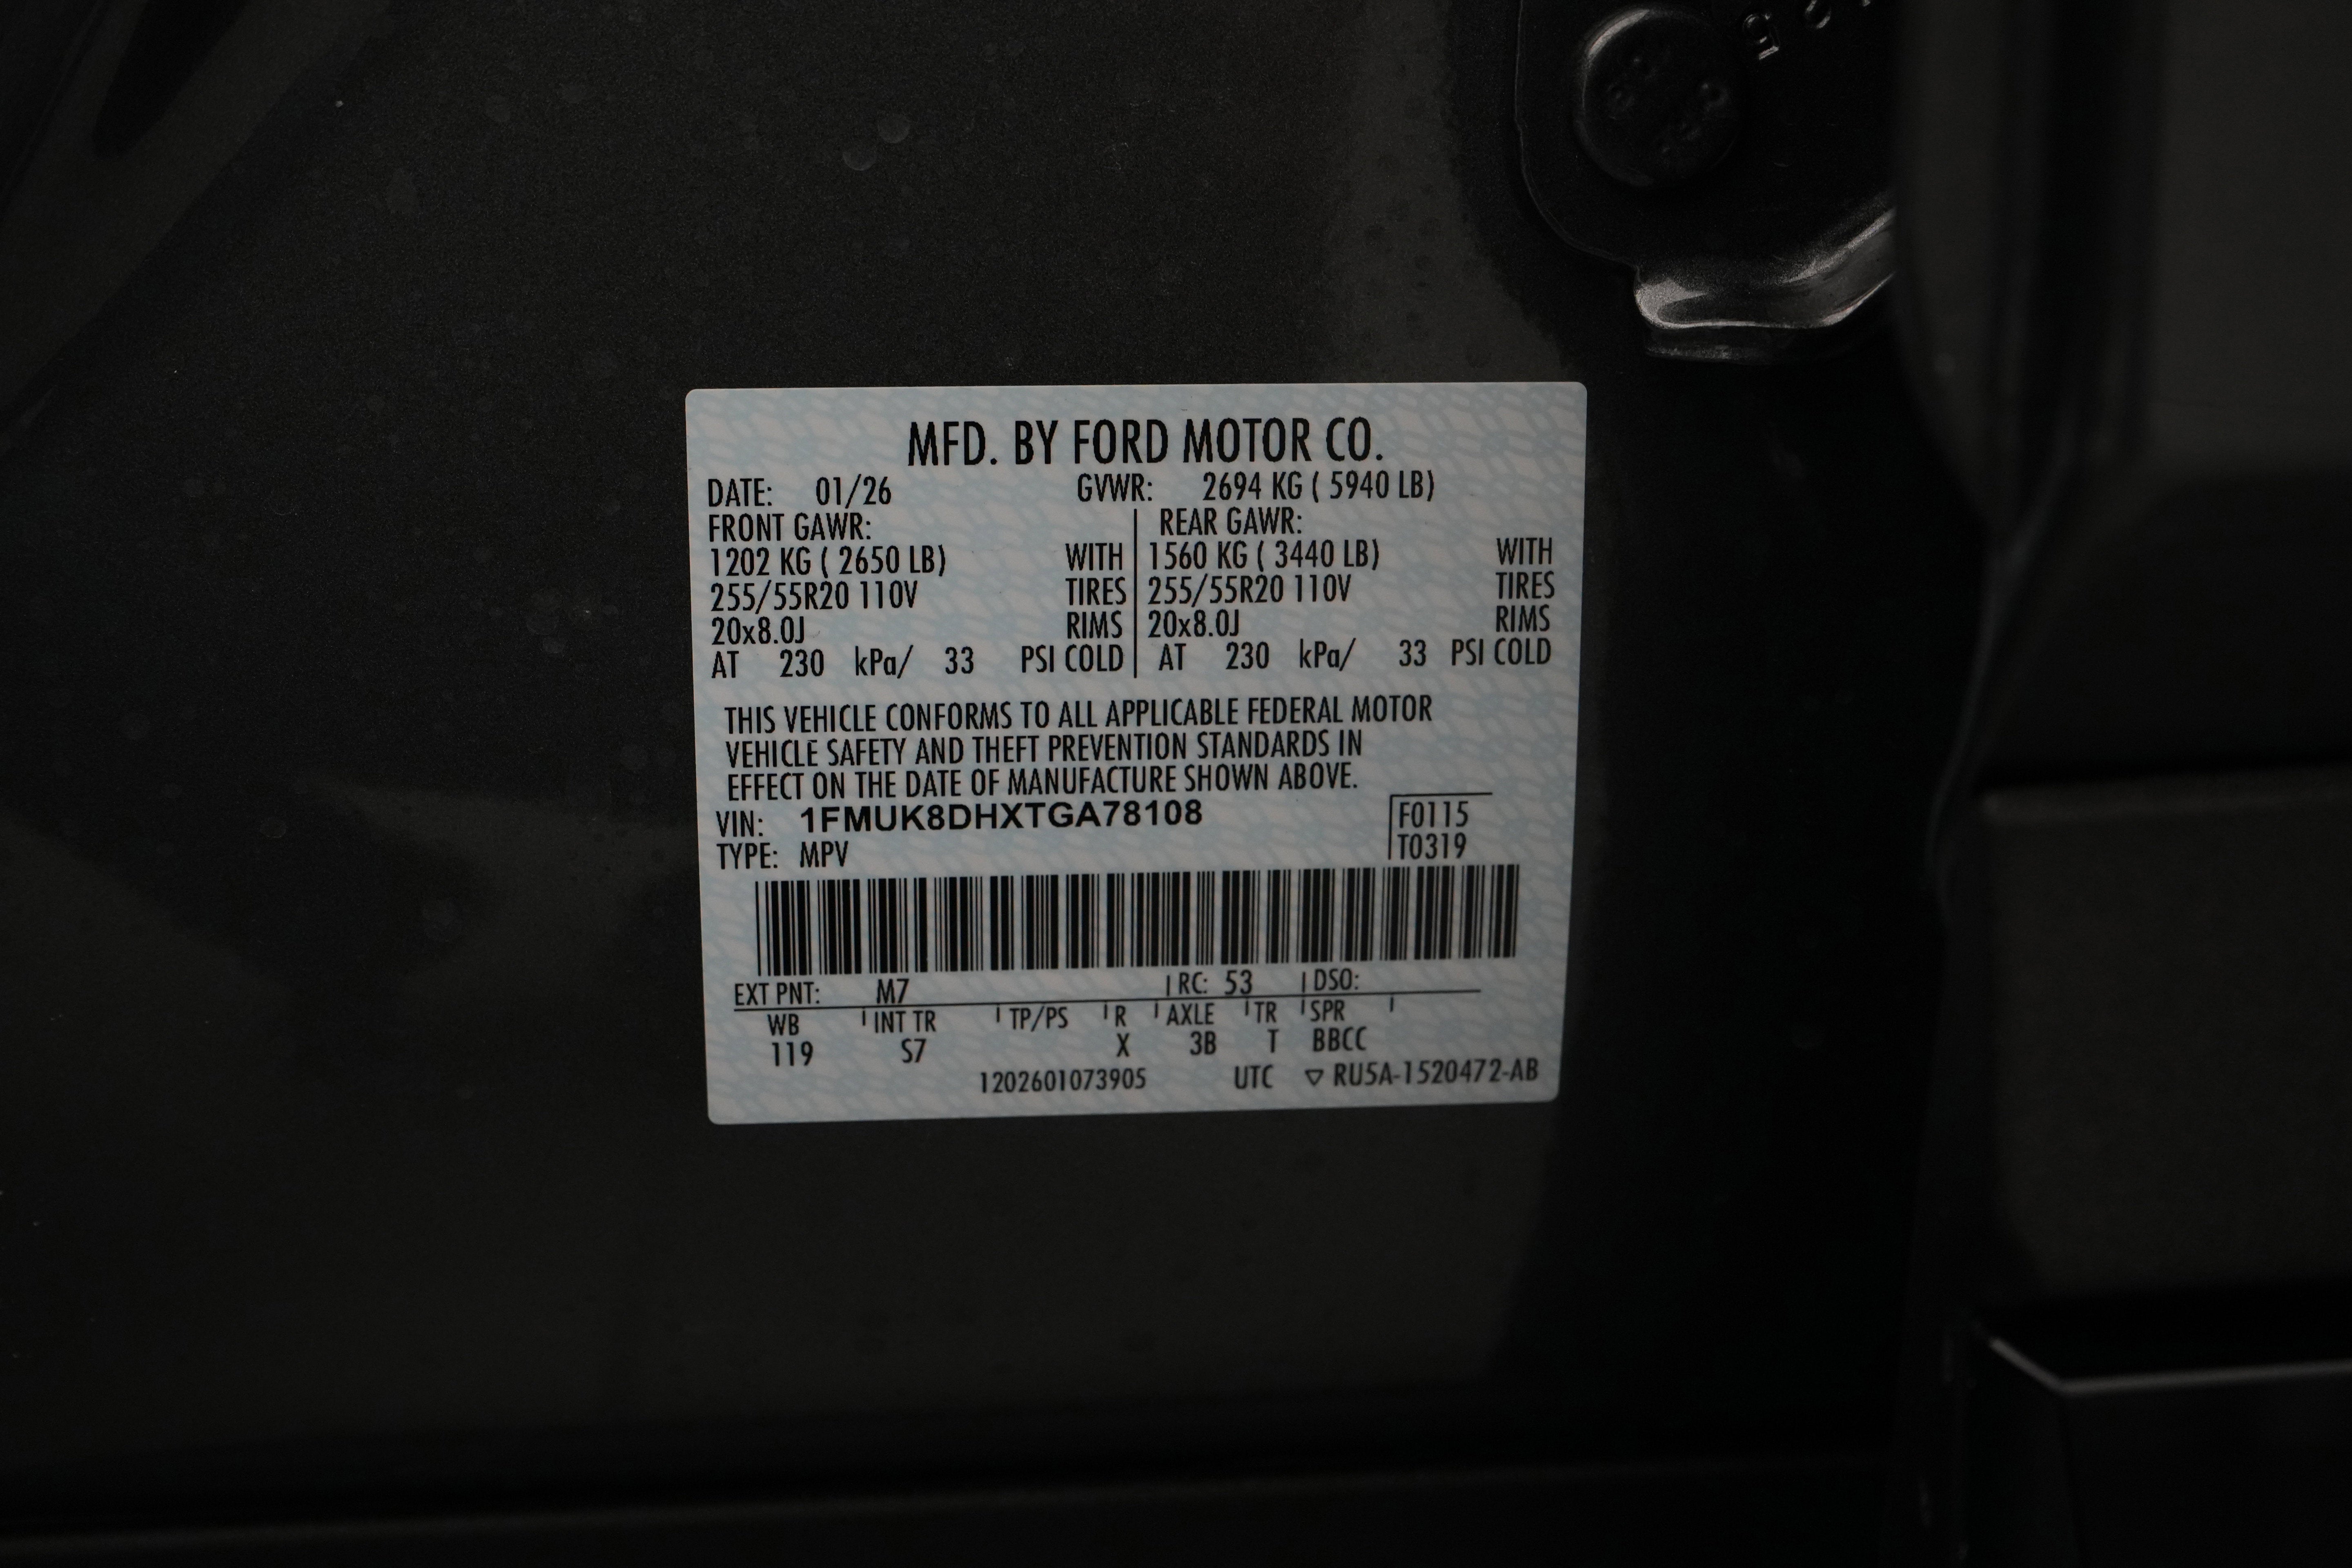 MFD. BY FORD MOTOR CO.
DATE: 01/26 GVWR: 2694 KG ( 5940 LB)
FRONT GAWR: REAR GAWR:
1202 KG ( 2650 LB) WITH 1560 KG ( 3440 LB) WITH
255/55R20 110V TIRES 255/55R20 110V TIRES
20x8.0J RIMS 20x8.0J RIMS
AT 230 kPa/ 33 PSI COLD AT 230 kPa/ 33 PSI COLD
THIS VEHICLE CONFORMS TO ALL APPLICABLE FEDERAL MOTOR
VEHICLE SAFETY AND THEFT PREVENTION STANDARDS IN
EFFECT ON THE DATE OF MANUFACTURE SHOWN ABOVE.
VIN: 1FMUK8DHXTGA78108 F0115
TYPE: MPV T0319
EXT PNT: M7 RC: 53 DSO:
WB INT TR TP/PS R AXLE TR SPR
119 S7 X 3B T BBCC
1202601073905 UTC ▽ RU5A-1520472-AB